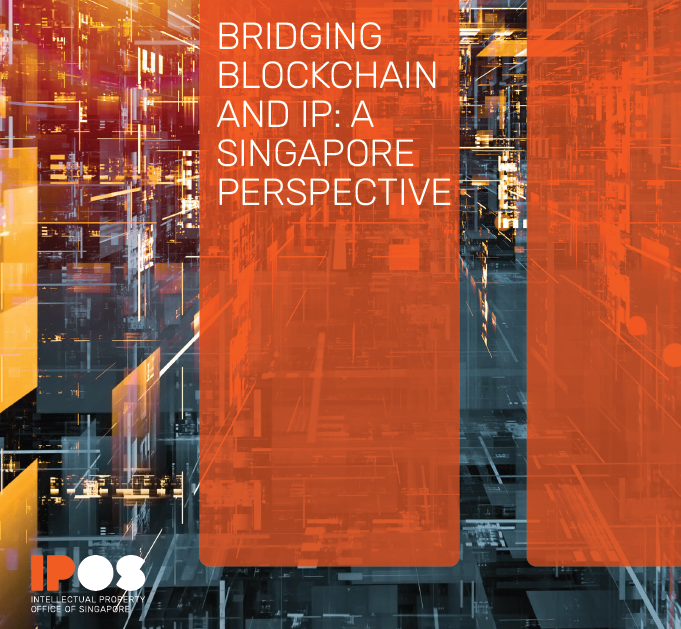 BRIDGING
BLOCKCHAIN
AND IP: A
SINGAPORE
PERSPECTIVE
IPOS
INTELLECTUAL PROPERTY
OFFICE OF SINGAPORE